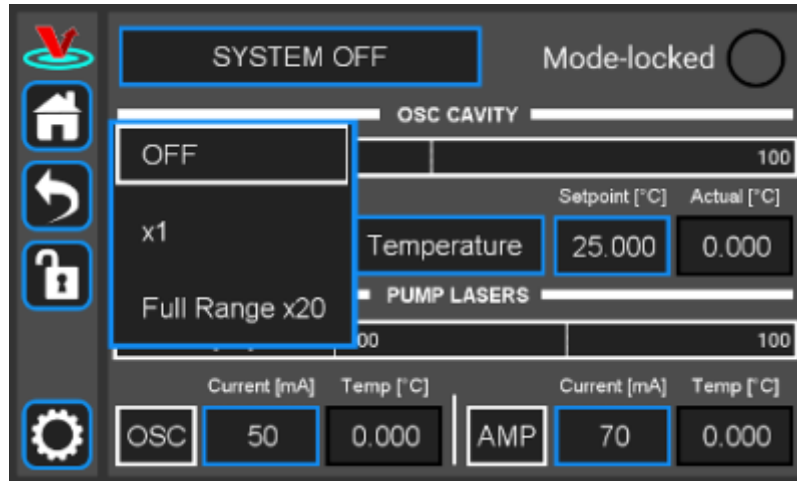 SYSTEM OFF
Mode-locked
OSC CAVITY
OFF
100
Setpoint [°C] Actual [°C]
x1
Temperature 25.000 0.000
PUMP LASERS
Full Range x20
00 100
Current [mA] Temp [°C] Current [mA] Temp [°C]
OSC 50 0.000 AMP 70 0.000